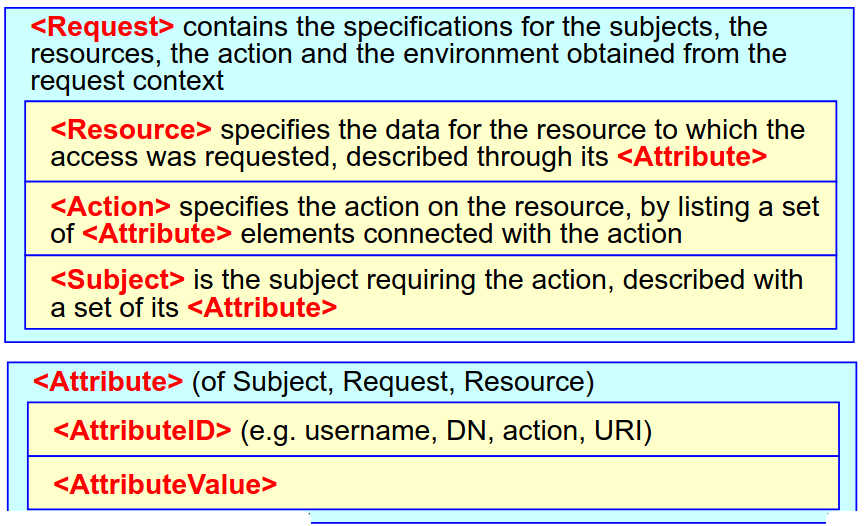 <Request> contains the specifications for the subjects, the
resources, the action and the environment obtained from the
request context
<Resource> specifies the data for the resource to which the
access was requested, described through its <Attribute>
<Action> specifies the action on the resource, by listing a set
of <Attribute> elements connected with the action
<Subject> is the subject requiring the action, described with
a set of its <Attribute>
<Attribute> (of Subject, Request, Resource)
<AttributeID> (e.g. username, DN, action, URI)
<AttributeValue>